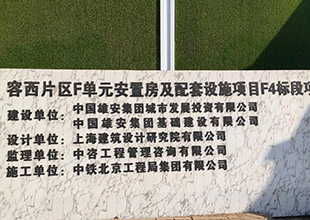 容西片区F单元安置房及配套设施项目F4标段项
建设单位：中国雄安集团城市发展投资有限公司
中国雄安集团基础建设有限公司
设计单位：上海建筑设计研究院有限公司
监理单位：中咨工程管理咨询有限公司
施工单位：中铁北京工程局集团有限公司